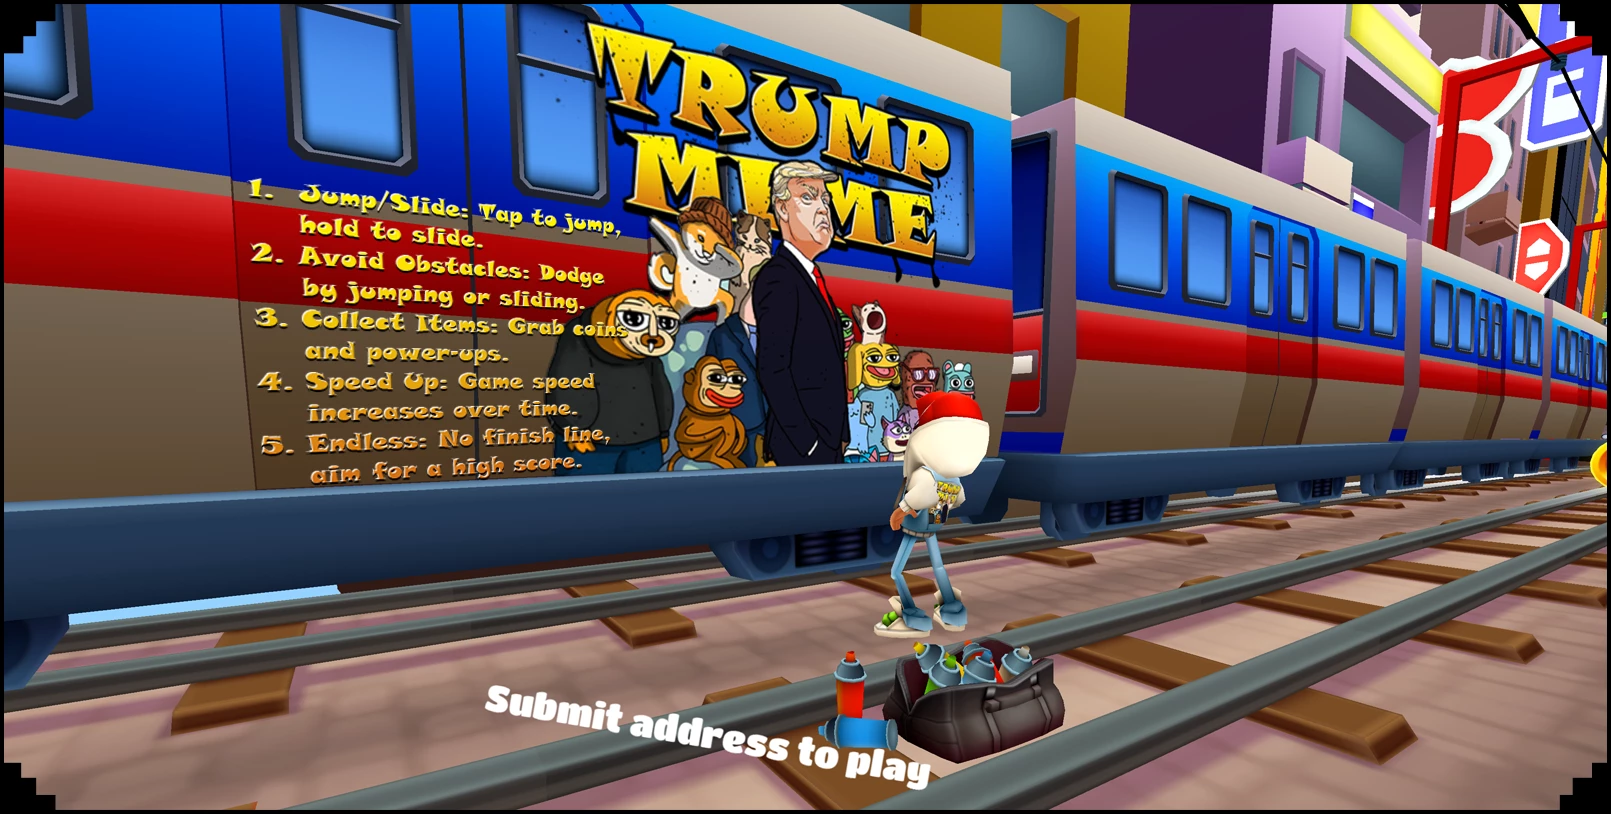 TRUMP
MEME
1. Jump/Slide: Tap to jump,
hold to slide.
2. Avoid Obstacles: Dodge
by jumping or sliding.
3. Collect Items: Grab coins
and power-ups.
4. Speed Up: Game speed
increases over time.
5. Endless: No finish line,
aim for a high score.
Submit address to play